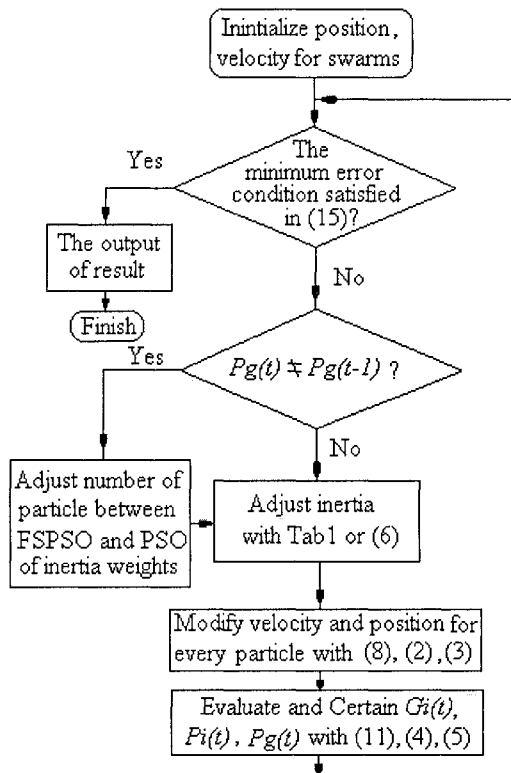 Inintialize position,
velocity for swarms
The
minimum error
condition satisfied
in (15)?
Yes
The output
of result
No
Finish
Yes
Pg(t) ≒ Pg(t-1) ?
No
Adjust number of
particle between
FSPSO and PSO
of inertia weights
Adjust inertia
with Tab1 or (6)
Modify velocity and position for
every particle with (8), (2), (3)
Evaluate and Certain Gi(t),
Pi(t), Pg(t) with (11), (4), (5)